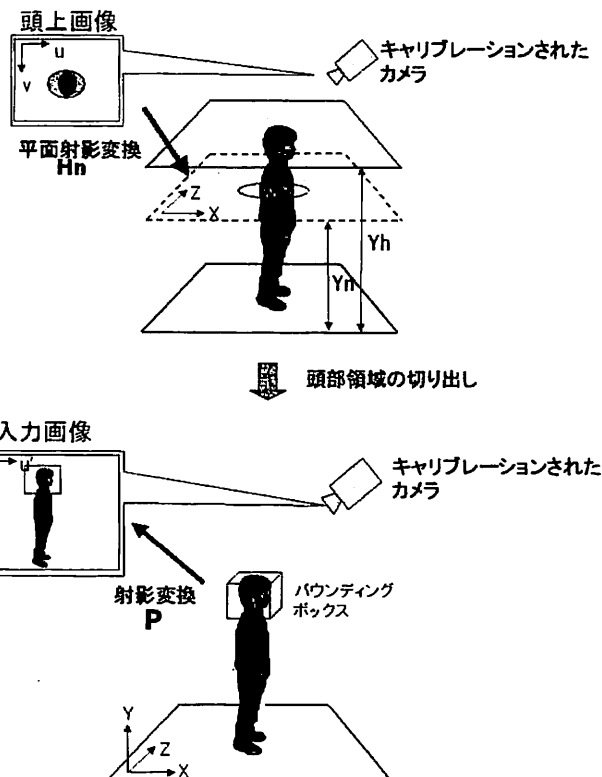 頭上画像
u
v
キャリブレーションされた
カメラ
平面射影変換
Hn
Z
X
Yh
Yn
頭部領域の切り出し
入力画像
u'
キャリブレーションされた
カメラ
射影変換
P
バウンディング
ボックス
Y
Z
X